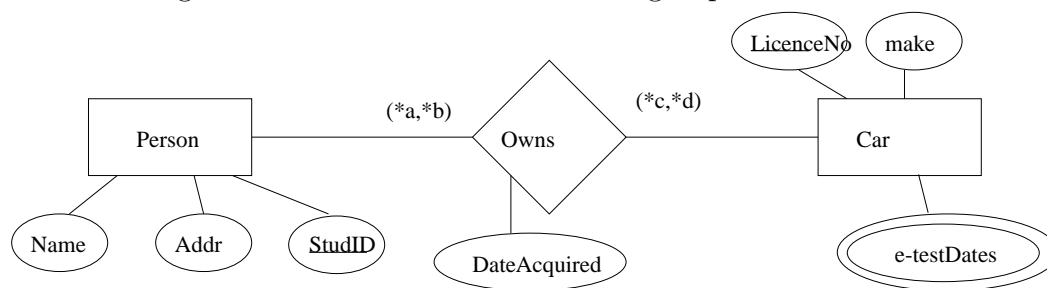 LicenceNo
make
(*a,*b)
(*c,*d)
Person
Owns
Car
Name
Addr
StudID
DateAcquired
e-testDates